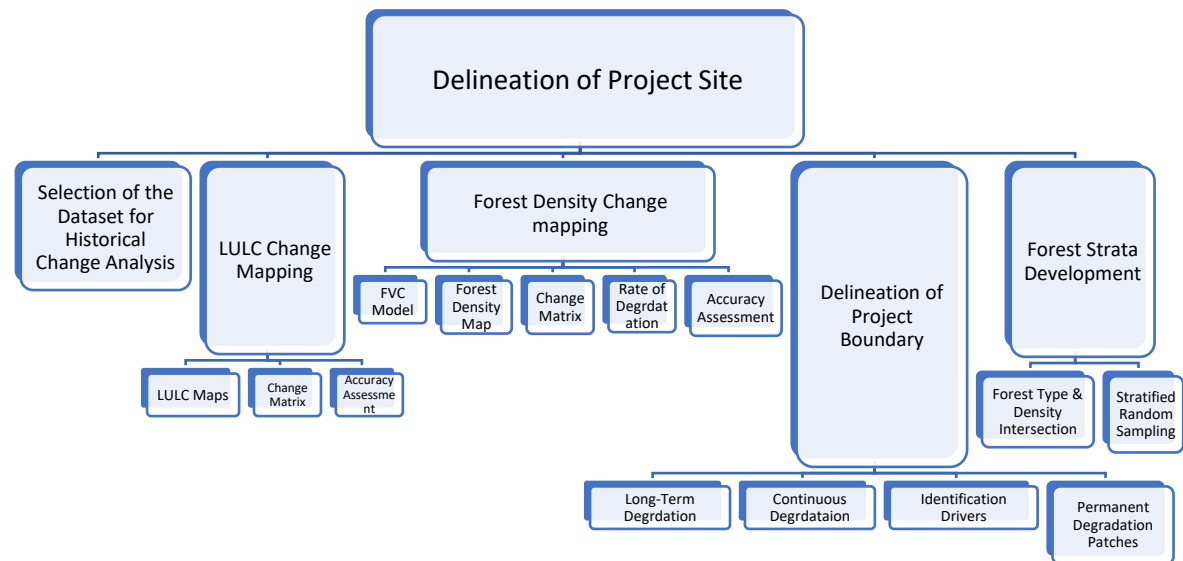 Delineation of Project Site
Selection of the
Dataset for
Historical
Change Analysis
LULC Change
Mapping
LULC Maps
Change
Matrix
Accuracy
Assessme
nt
Forest Density Change
mapping
FVC
Model
Forest
Density
Map
Change
Matrix
Rate of
Degrdat
ation
Accuracy
Assessment
Delineation of
Project
Boundary
Long-Term
Degrdation
Continuous
Degrdataion
Identification
Drivers
Permanent
Degradation
Patches
Forest Strata
Development
Forest Type &
Density
Intersection
Stratified
Random
Sampling